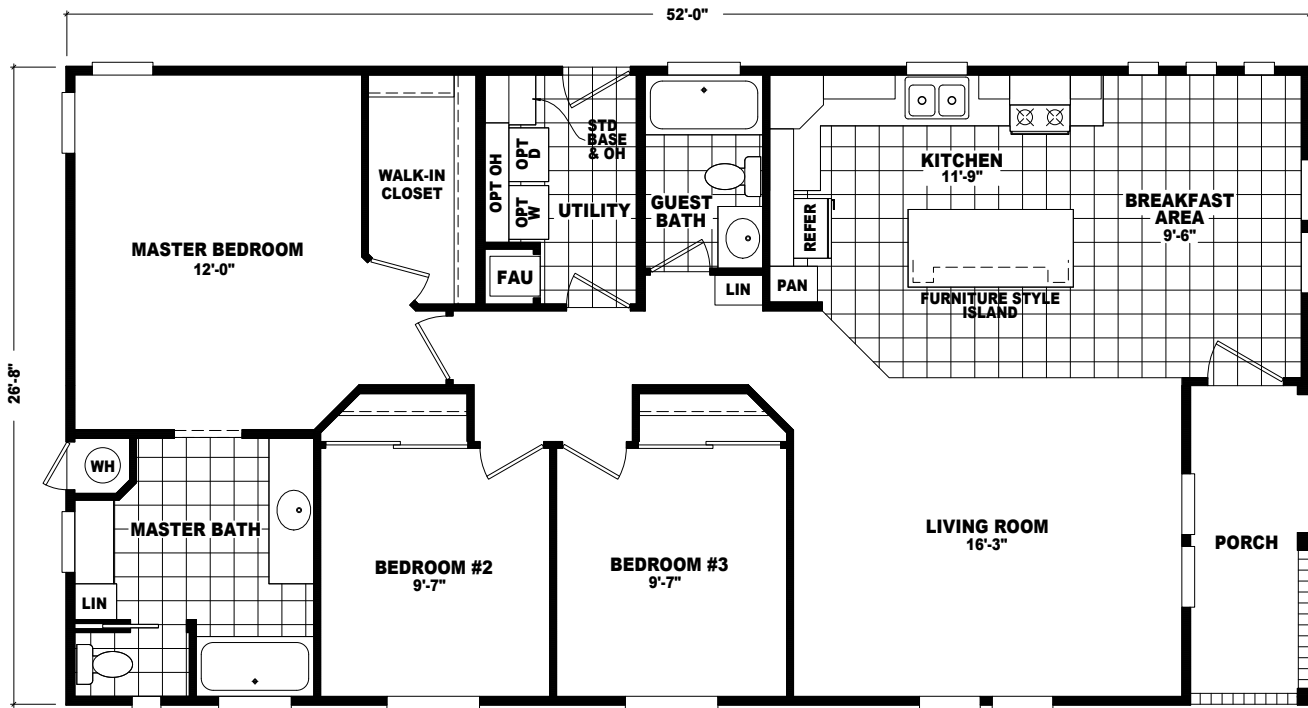 52'-0"
26'-8"
MASTER BEDROOM
12'-0"
WALK-IN
CLOSET
OPT OH
OPT
D
OPT
W
STD
BASE
& OH
UTILITY
FAU
GUEST
BATH
LIN
PAN
REFER
KITCHEN
11'-9"
BREAKFAST
AREA
9'-6"
FURNITURE STYLE
ISLAND
WH
MASTER BATH
LIN
BEDROOM #2
9'-7"
BEDROOM #3
9'-7"
LIVING ROOM
16'-3"
PORCH